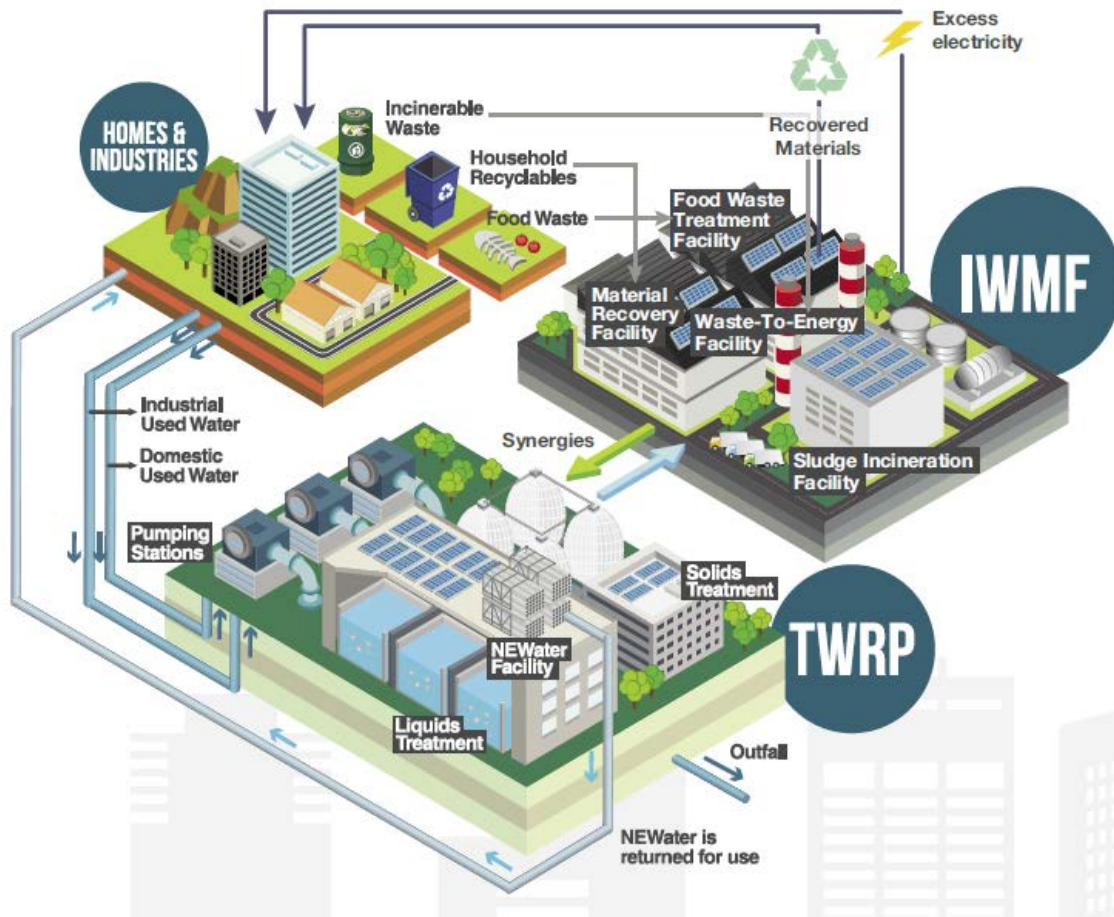 Excess
electricity
HOMES &
INDUSTRIES
Incinerable
Waste
Recovered
Materials
Household
Recyclables
Food Waste
Food Waste
Treatment
Facility
IWMF
Material
Recovery
Facility
Waste-To-Energy
Facility
Industrial
Used Water
Domestic
Used Water
Synergies
Sludge Incineration
Facility
Pumping
Stations
Solids
Treatment
NEWater
Facility
TWRP
Liquids
Treatment
Outfall
NEWater is
returned for use